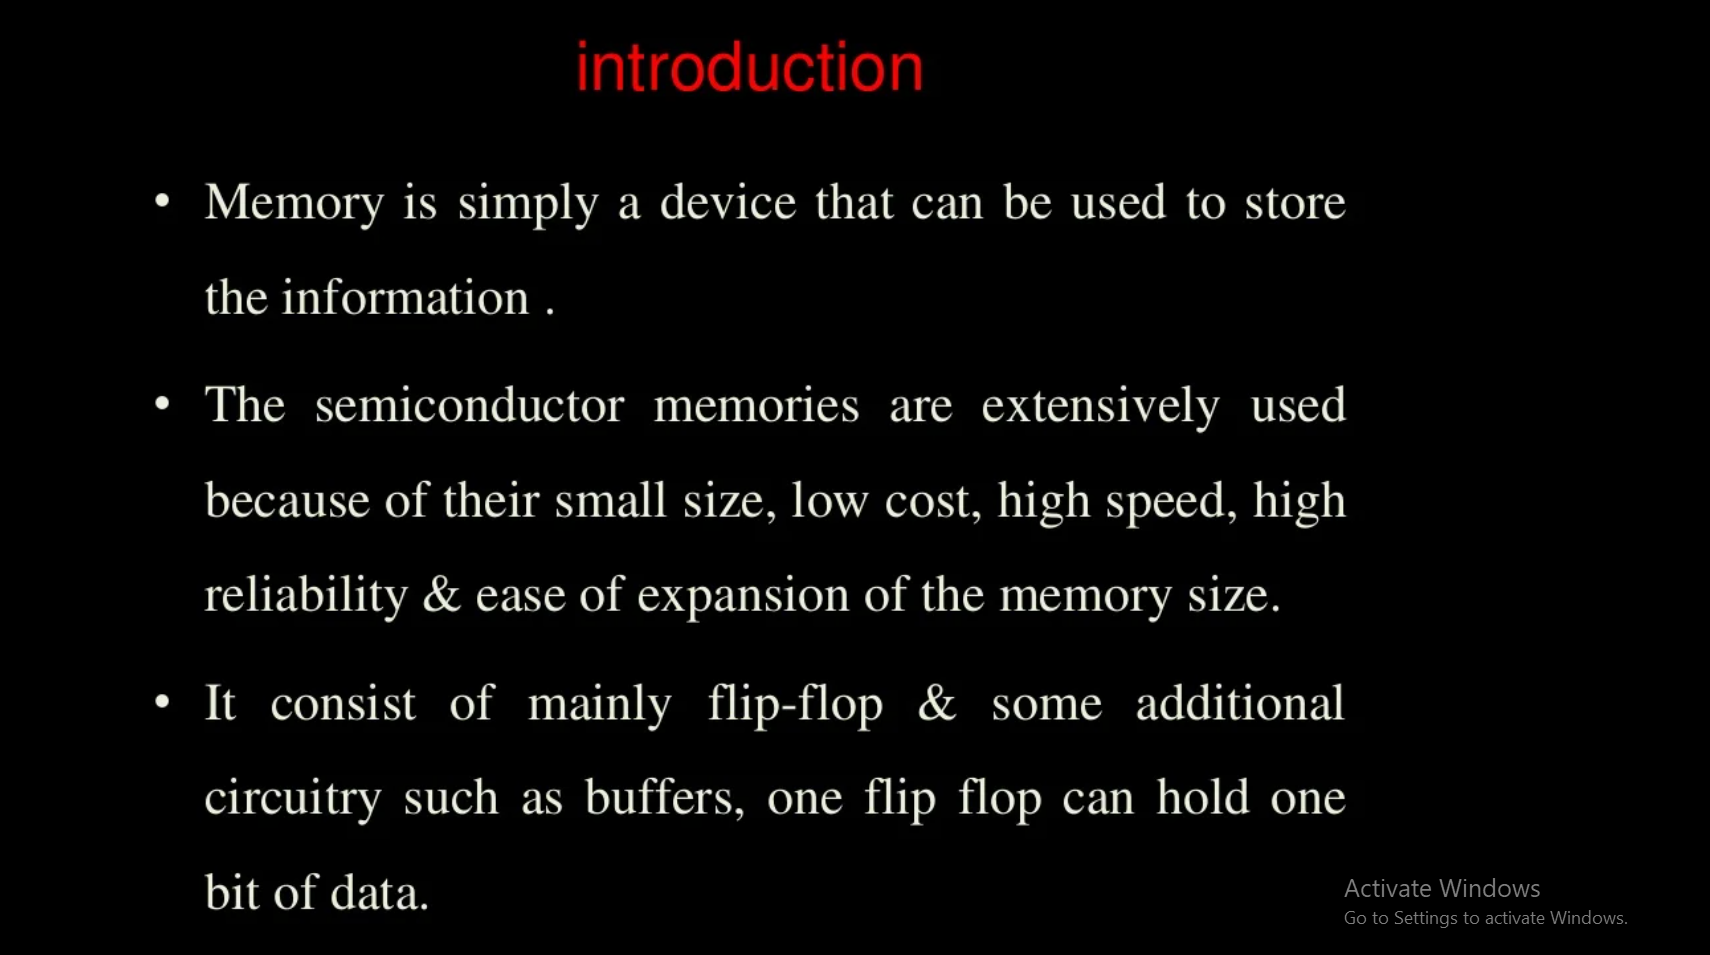 introduction
• Memory is simply a device that can be used to store
the information .
• The semiconductor memories are extensively used
because of their small size, low cost, high speed, high
reliability & ease of expansion of the memory size.
• It consist of mainly flip-flop & some additional
circuitry such as buffers, one flip flop can hold one
bit of data.
Activate Windows
Go to Settings to activate Windows.